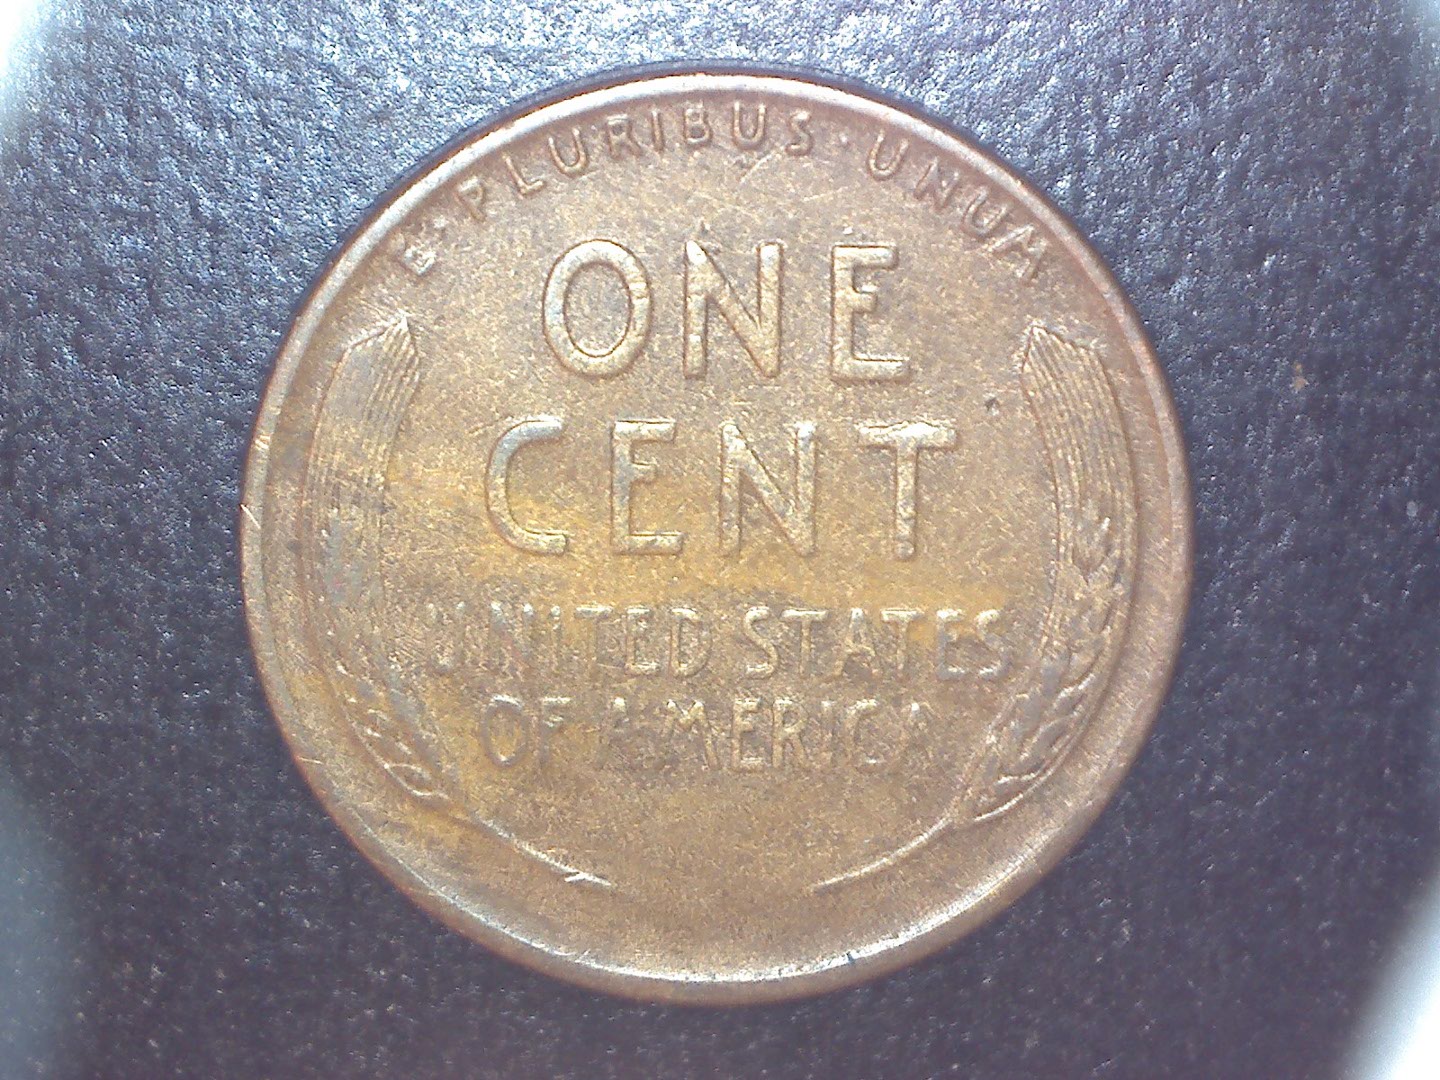 E·PLURIBUS·UNUM
ONE
CENT
UNITED STATES
OF AMERICA